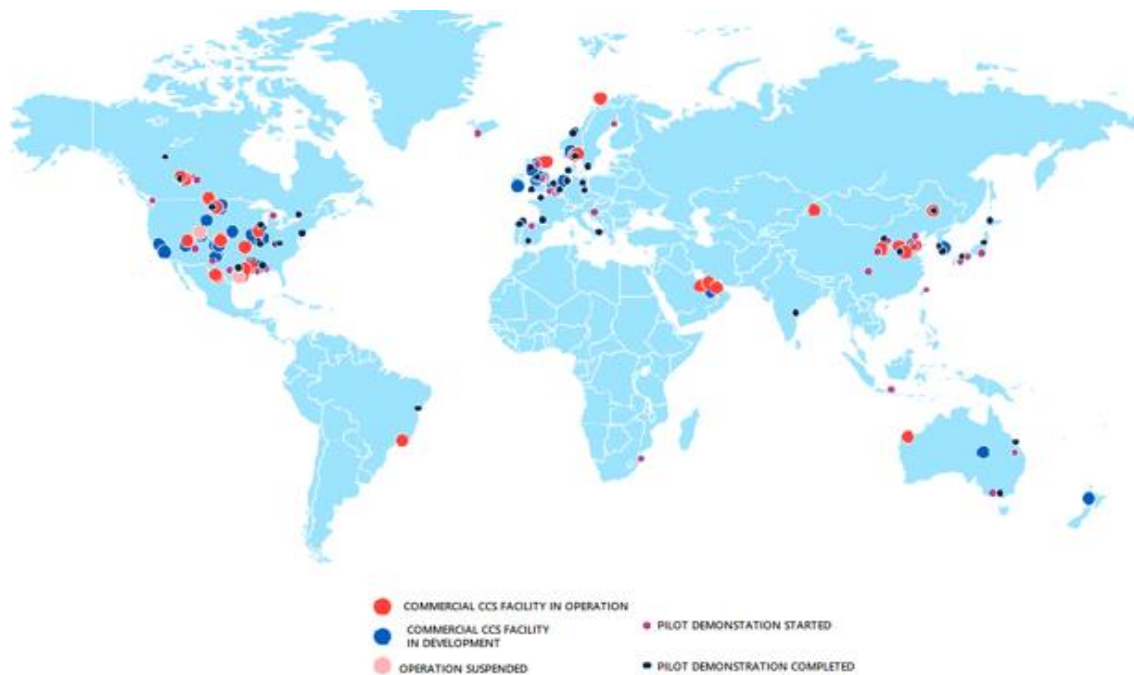 COMMERCIAL CCS FACILITY IN OPERATION
COMMERCIAL CCS FACILITY
IN DEVELOPMENT
OPERATION SUSPENDED
PILOT DEMONSTATION STARTED
PILOT DEMONSTRATION COMPLETED